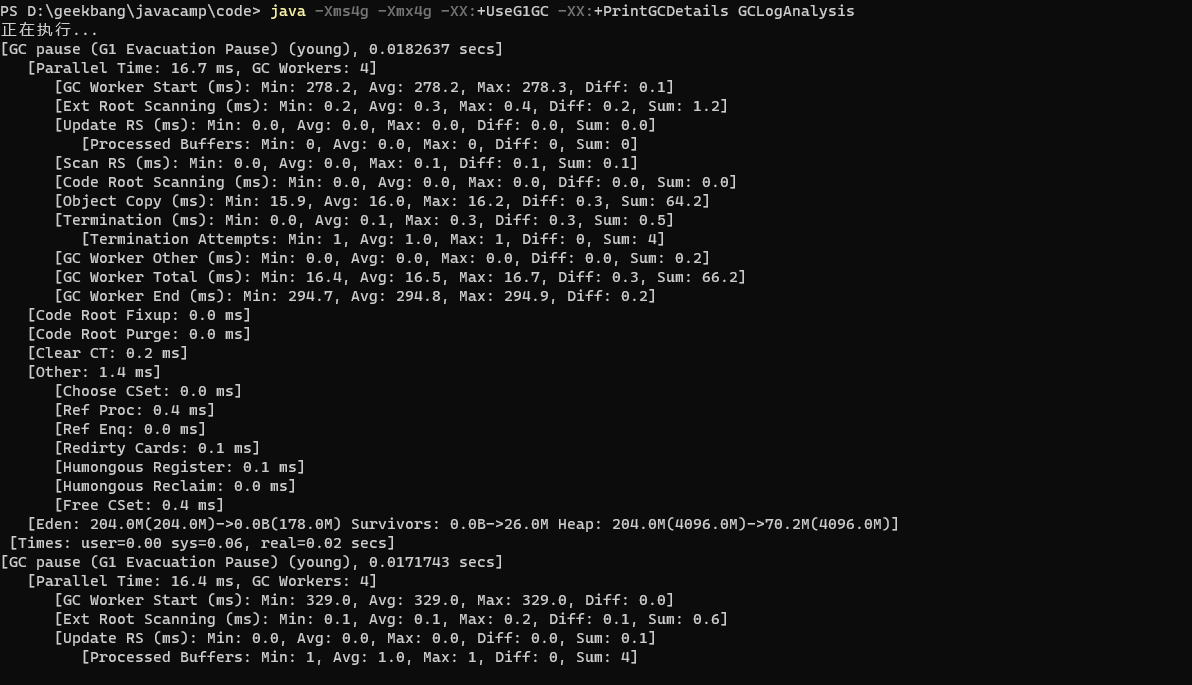 PS D:\geekbang\javacamp\code> java -Xms4g -Xmx4g -XX:+UseG1GC -XX:+PrintGCDetails GCLogAnalysis
正在执行...
[GC pause (G1 Evacuation Pause) (young), 0.0182637 secs]
   [Parallel Time: 16.7 ms, GC Workers: 4]
      [GC Worker Start (ms): Min: 278.2, Avg: 278.2, Max: 278.3, Diff: 0.1]
      [Ext Root Scanning (ms): Min: 0.2, Avg: 0.3, Max: 0.4, Diff: 0.2, Sum: 1.2]
      [Update RS (ms): Min: 0.0, Avg: 0.0, Max: 0.0, Diff: 0.0, Sum: 0.0]
         [Processed Buffers: Min: 0, Avg: 0.0, Max: 0, Diff: 0, Sum: 0]
      [Scan RS (ms): Min: 0.0, Avg: 0.0, Max: 0.1, Diff: 0.1, Sum: 0.1]
      [Code Root Scanning (ms): Min: 0.0, Avg: 0.0, Max: 0.0, Diff: 0.0, Sum: 0.0]
      [Object Copy (ms): Min: 15.9, Avg: 16.0, Max: 16.2, Diff: 0.3, Sum: 64.2]
      [Termination (ms): Min: 0.0, Avg: 0.1, Max: 0.3, Diff: 0.3, Sum: 0.5]
         [Termination Attempts: Min: 1, Avg: 1.0, Max: 1, Diff: 0, Sum: 4]
      [GC Worker Other (ms): Min: 0.0, Avg: 0.0, Max: 0.0, Diff: 0.0, Sum: 0.2]
      [GC Worker Total (ms): Min: 16.4, Avg: 16.5, Max: 16.7, Diff: 0.3, Sum: 66.2]
      [GC Worker End (ms): Min: 294.7, Avg: 294.8, Max: 294.9, Diff: 0.2]
   [Code Root Fixup: 0.0 ms]
   [Code Root Purge: 0.0 ms]
   [Clear CT: 0.2 ms]
   [Other: 1.4 ms]
      [Choose CSet: 0.0 ms]
      [Ref Proc: 0.4 ms]
      [Ref Enq: 0.0 ms]
      [Redirty Cards: 0.1 ms]
      [Humongous Register: 0.1 ms]
      [Humongous Reclaim: 0.0 ms]
      [Free CSet: 0.4 ms]
   [Eden: 204.0M(204.0M)->0.0B(178.0M) Survivors: 0.0B->26.0M Heap: 204.0M(4096.0M)->70.2M(4096.0M)]
 [Times: user=0.00 sys=0.06, real=0.02 secs]
[GC pause (G1 Evacuation Pause) (young), 0.0171743 secs]
   [Parallel Time: 16.4 ms, GC Workers: 4]
      [GC Worker Start (ms): Min: 329.0, Avg: 329.0, Max: 329.0, Diff: 0.0]
      [Ext Root Scanning (ms): Min: 0.1, Avg: 0.1, Max: 0.2, Diff: 0.1, Sum: 0.6]
      [Update RS (ms): Min: 0.0, Avg: 0.0, Max: 0.0, Diff: 0.0, Sum: 0.1]
         [Processed Buffers: Min: 1, Avg: 1.0, Max: 1, Diff: 0, Sum: 4]